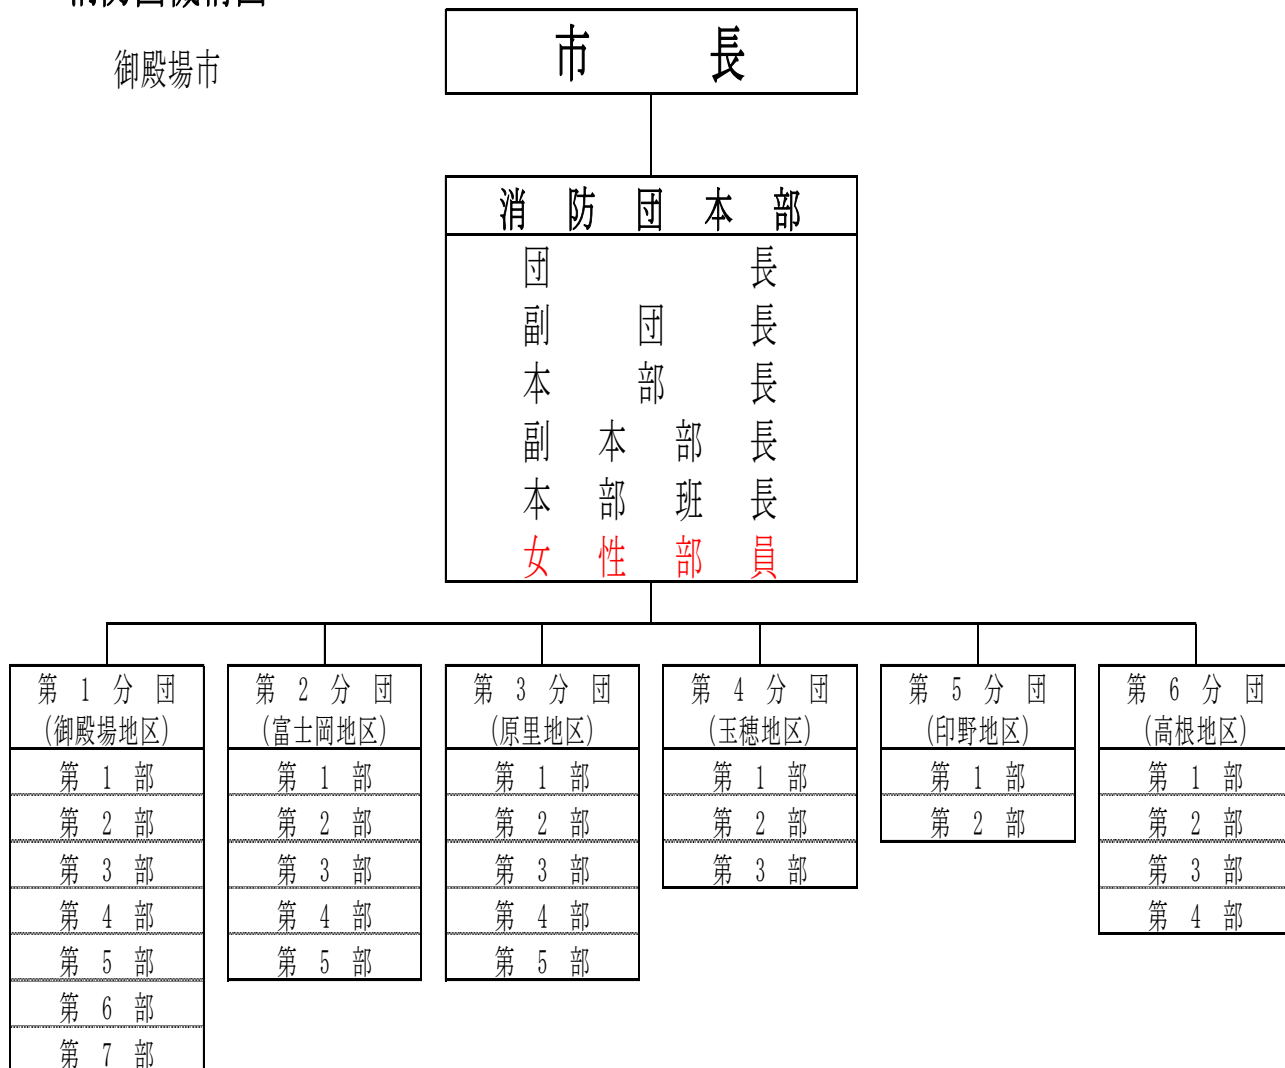 消防団機構図
御殿場市
市長
消防団本部
団長
副団長
本部長
副本部長
本部班長
女性部員
第1分団
(御殿場地区)
第1部
第2部
第3部
第4部
第5部
第6部
第7部
第2分団
(富士岡地区)
第1部
第2部
第3部
第4部
第5部
第3分団
(原里地区)
第1部
第2部
第3部
第4部
第5部
第4分団
(玉穂地区)
第1部
第2部
第3部
第5分団
(印野地区)
第1部
第2部
第6分団
(高根地区)
第1部
第2部
第3部
第4部